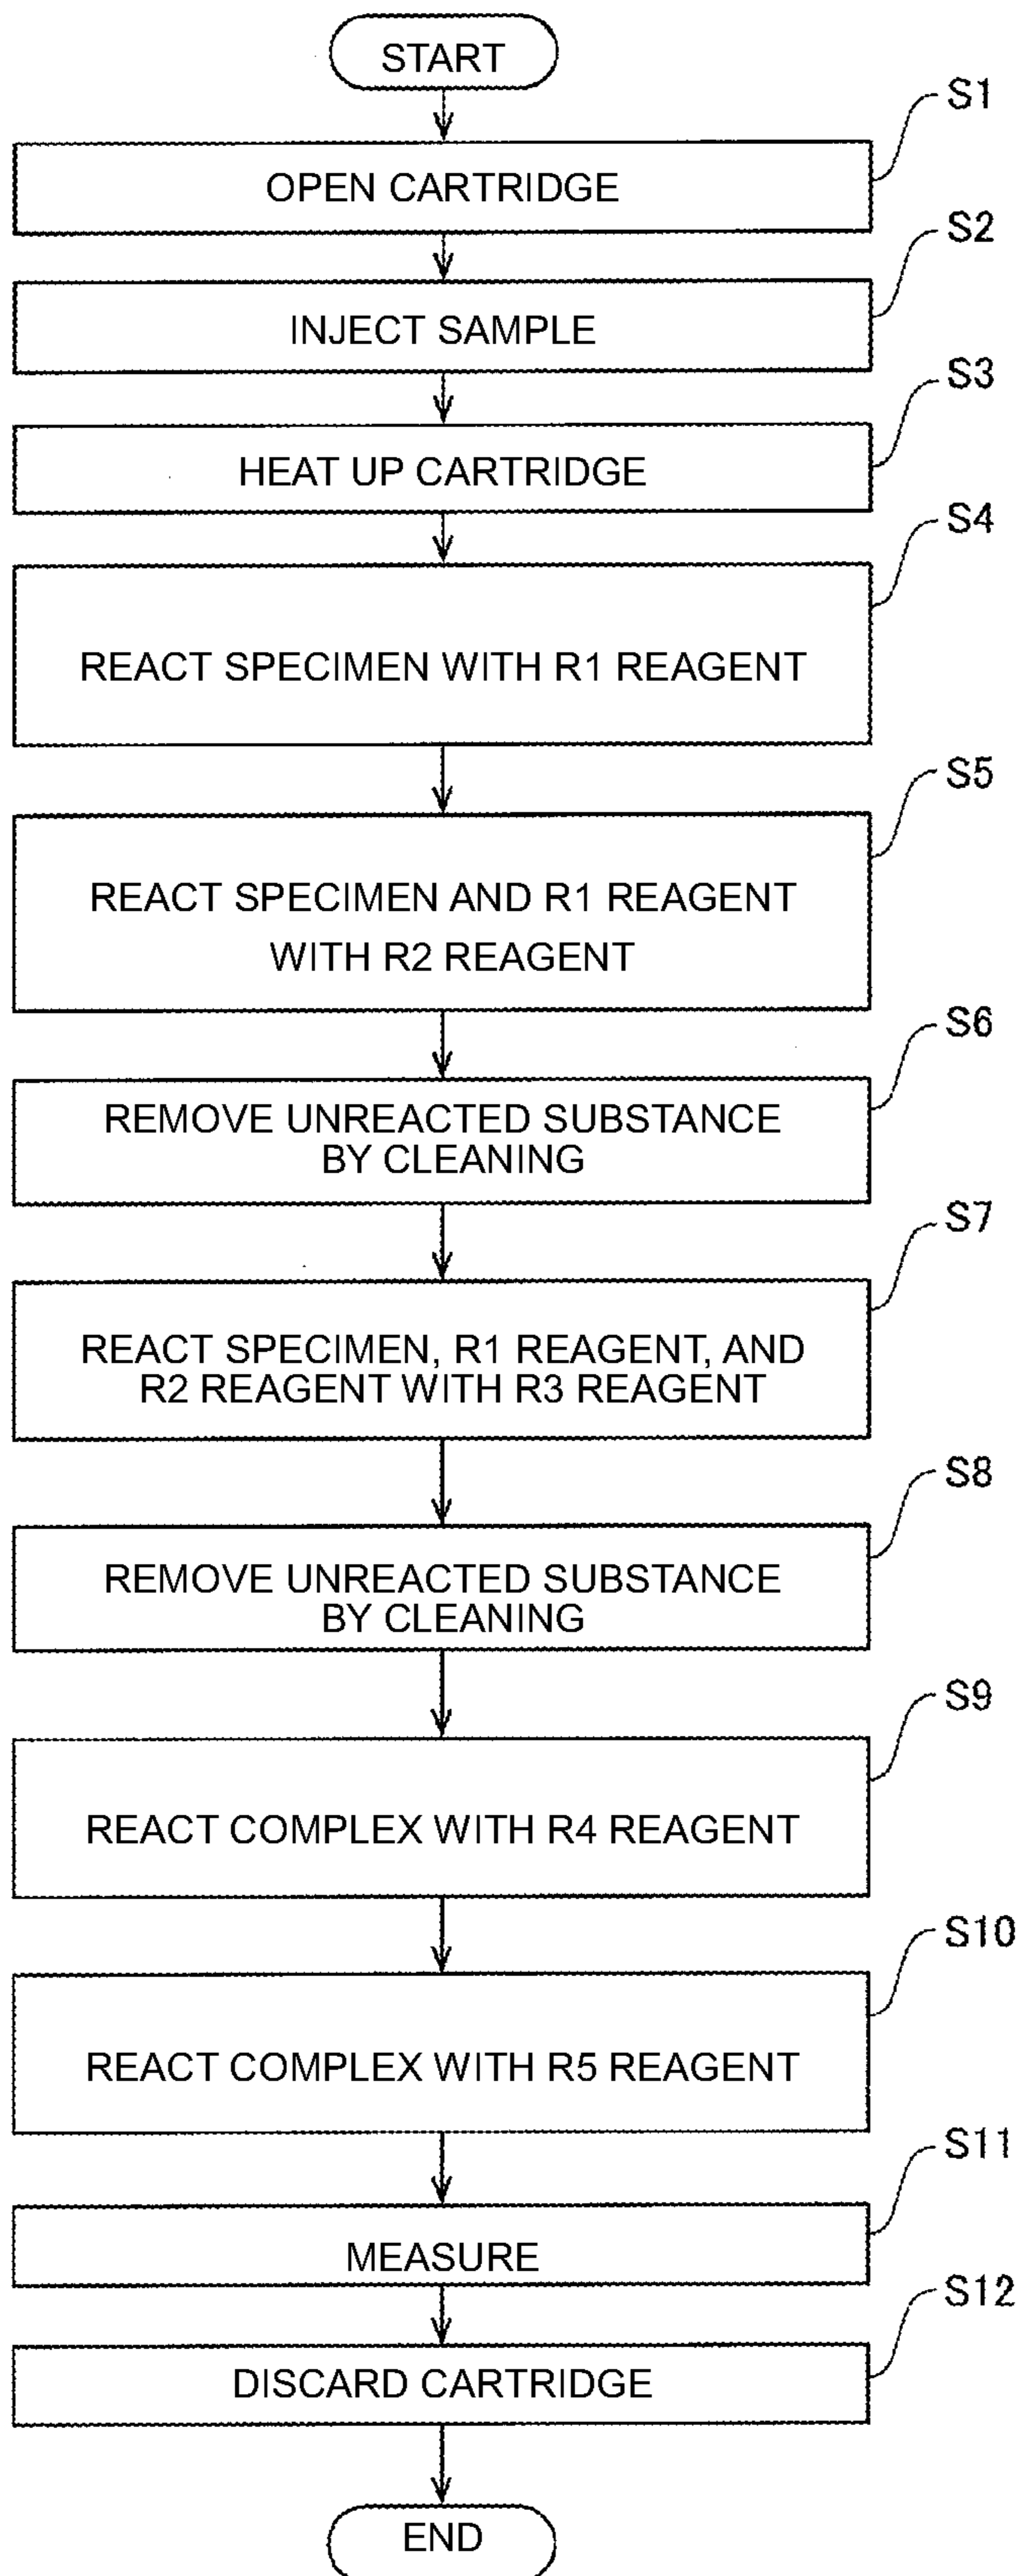 START
S1
OPEN CARTRIDGE
S2
INJECT SAMPLE
S3
HEAT UP CARTRIDGE
S4
REACT SPECIMEN WITH R1 REAGENT
S5
REACT SPECIMEN AND R1 REAGENT
WITH R2 REAGENT
S6
REMOVE UNREACTED SUBSTANCE
BY CLEANING
S7
REACT SPECIMEN, R1 REAGENT, AND
R2 REAGENT WITH R3 REAGENT
S8
REMOVE UNREACTED SUBSTANCE
BY CLEANING
S9
REACT COMPLEX WITH R4 REAGENT
S10
REACT COMPLEX WITH R5 REAGENT
S11
MEASURE
S12
DISCARD CARTRIDGE
END